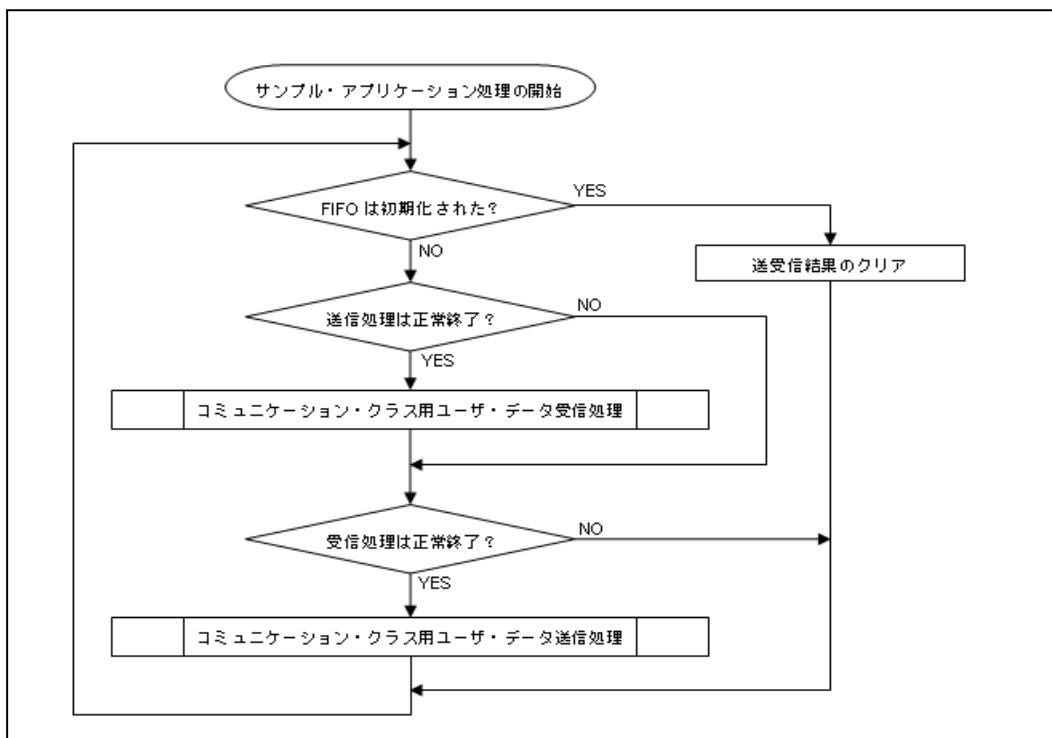 サンプル・アプリケーション処理の開始
FIFOは初期化された?
YES
NO
送受信結果のクリア
送信処理は正常終了?
NO
YES
コミュニケーション・クラス用ユーザ・データ受信処理
受信処理は正常終了?
NO
YES
コミュニケーション・クラス用ユーザ・データ送信処理